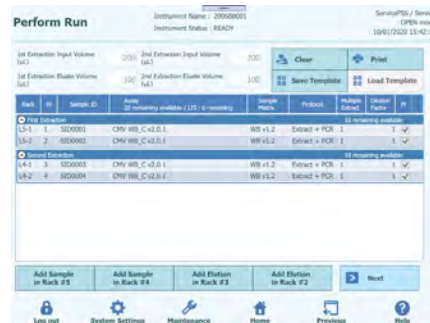 Perform Run
Instrument Name : 200680001
Instrument Status : READY
ServicePSS / Servi
OPEN mo
10/01/2020 15:42:
1st Extraction Input Volume (uL) 200 2nd Extraction Input Volume (uL) 200 Clear Print
1st Extraction Eluate Volume (uL) 100 2nd Extraction Eluate Volume (uL) 100 Save Template Load Template
Rack # Sample ID Assay Sample Matrix Protocol Multiple Extract Dilution Factor M
First Extraction 10 remaining available
L5-1 1 SID0001 CMV WB_C v2.0.1 WB v1.2 Extract + PCR 1 1
L5-2 2 SID0002 CMV WB_C v2.0.1 WB v1.2 Extract + PCR 1 1
Second Extraction 10 remaining available
L4-1 3 SID0003 CMV WB_C v2.0.1 WB v1.2 Extract + PCR 1 1
L4-2 4 SID0004 CMV WB_C v2.0.1 WB v1.2 Extract + PCR 1 1
Add Sample in Rack #5 Add Sample in Rack #4 Add Elution in Rack #3 Add Elution in Rack #2 Next
Log out System Settings Maintenance Home Previous Help